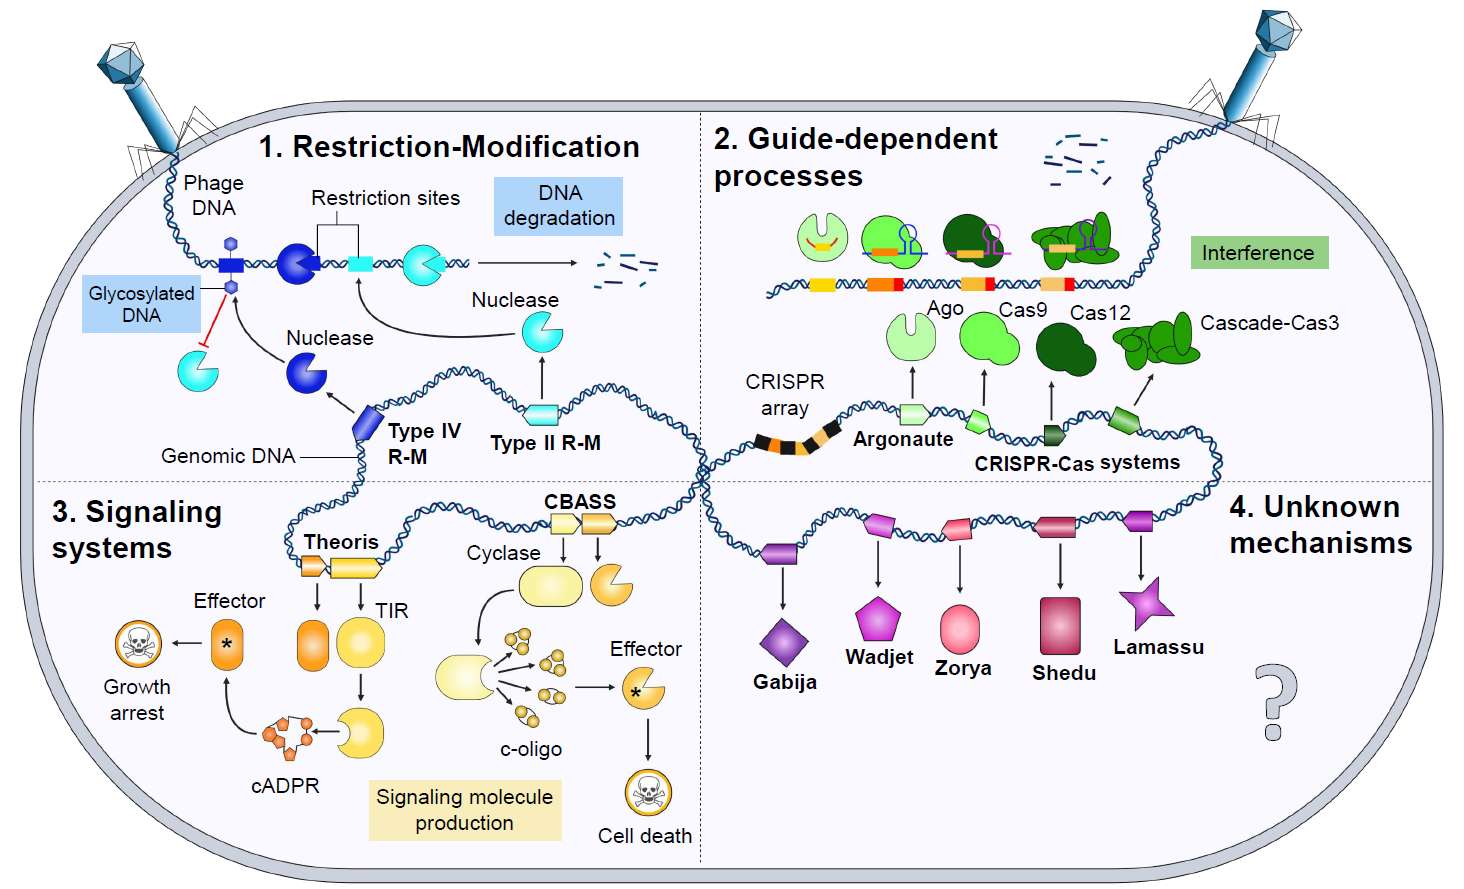 1. Restriction-Modification
Phage
DNA
Restriction sites
DNA
degradation
Glycosylated
DNA
Nuclease
Nuclease
Type IV
R-M
Type II R-M
Genomic DNA
2. Guide-dependent
processes
Interference
Ago
Cas9
Cas12
Cascade-Cas3
CRISPR
array
Argonaute
CRISPR-Cas systems
3. Signaling
systems
CBASS
Theoris
Cyclase
Effector
TIR
*
Growth
arrest
cADPR
Effector
*
c-oligo
Signaling molecule
production
Cell death
4. Unknown
mechanisms
Gabija
Wadjet
Zorya
Shedu
Lamassu
?